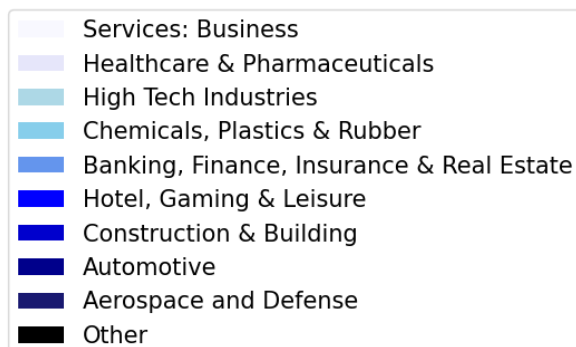 Services: Business
Healthcare & Pharmaceuticals
High Tech Industries
Chemicals, Plastics & Rubber
Banking, Finance, Insurance & Real Estate
Hotel, Gaming & Leisure
Construction & Building
Automotive
Aerospace and Defense
Other